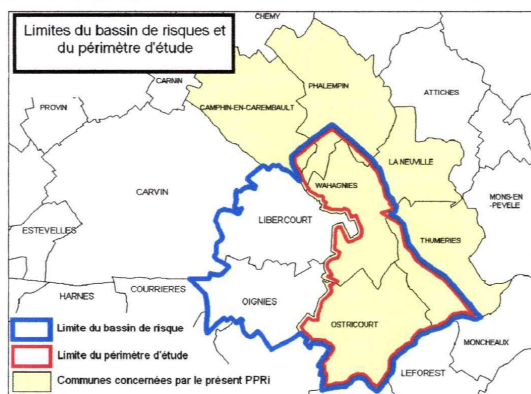 Limites du bassin de risques et
du périmètre d'étude
CHEMY
CARNIN
PHALEMPIN
PROVIN
ATTICHES
CAMPHIN-EN-CAREMBAULT
LA NEUVILLE
CARVIN
WAHAGNIES
MONS-EN-
PEVELE
LIBERCOURT
ESTEVELLES
THUMERIES
COURRIERES
HARNES
OIGNIES
OSTRICOURT
MONCHEAUX
LEFOREST
Limite du bassin de risque
Limite du périmètre d'étude
Communes concernées par le présent PPRi